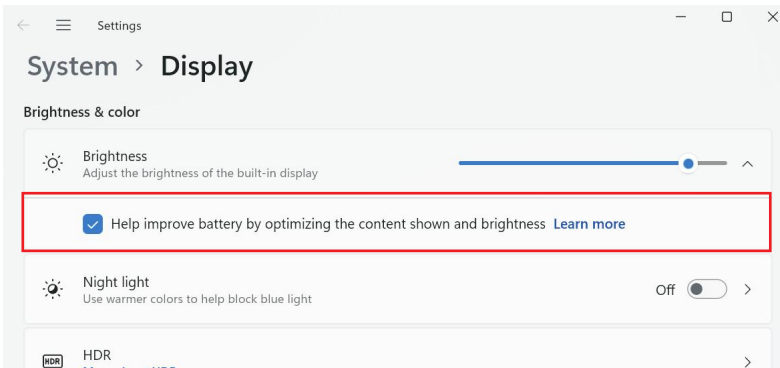 Settings
System > Display
Brightness & color
Brightness
Adjust the brightness of the built-in display
Help improve battery by optimizing the content shown and brightness Learn more
Night light
Use warmer colors to help block blue light
Off
HDR
HDR